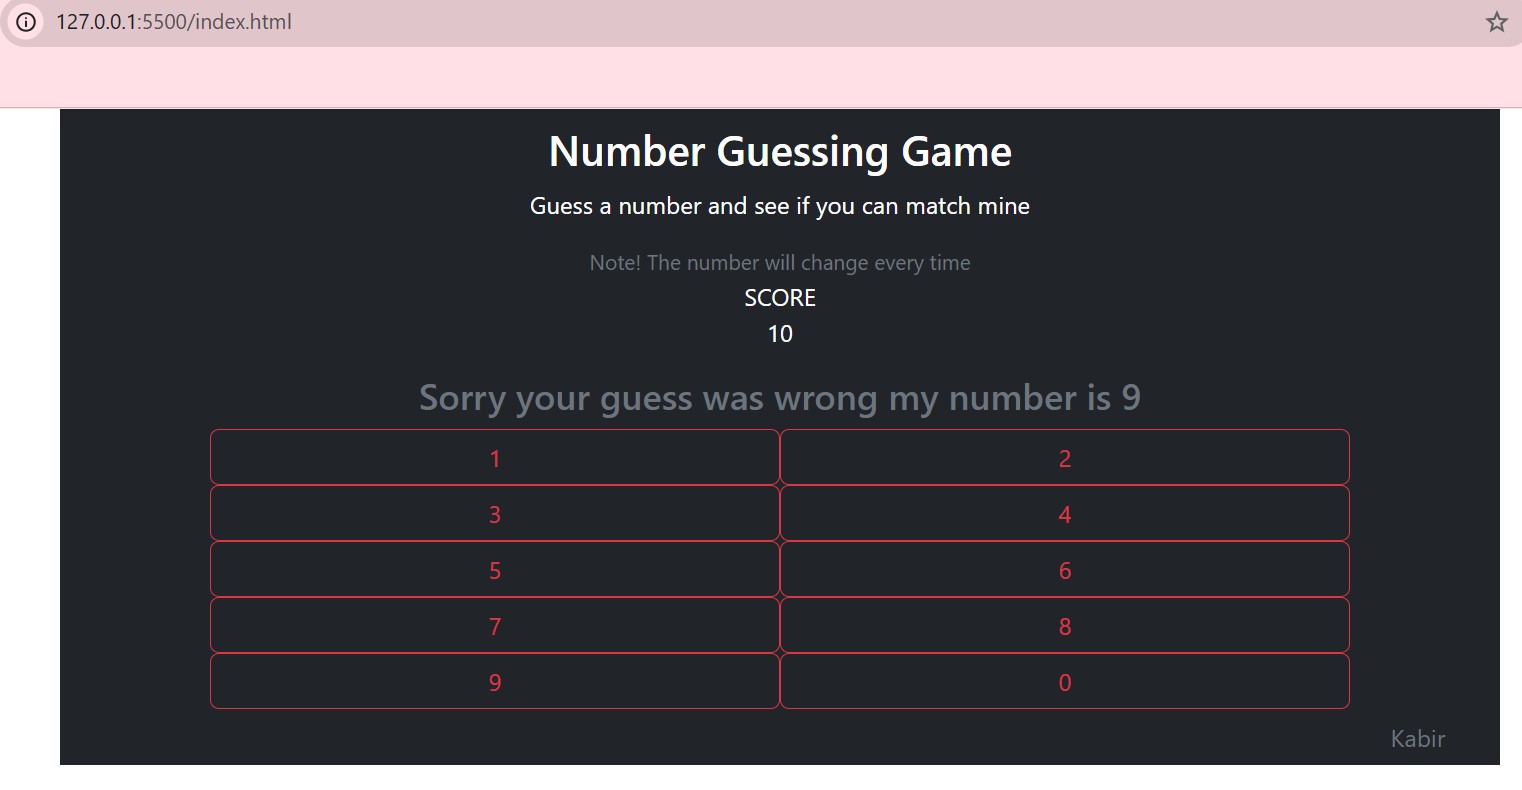 127.0.0.1:5500/index.html
Number Guessing Game
Guess a number and see if you can match mine
Note! The number will change every time
SCORE
10
Sorry your guess was wrong my number is 9
1 2
3 4
5 6
7 8
9 0
Kabir